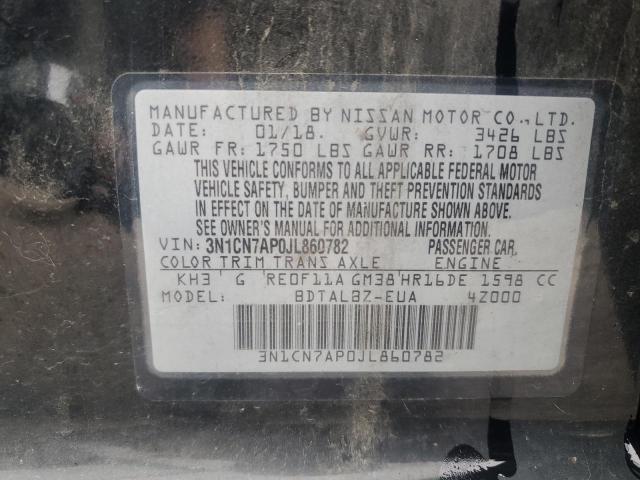 MANUFACTURED BY NISSAN MOTOR CO., LTD.
DATE: 01/18. GVWR: 3426 LBS
GAWR FR: 1750 LBS GAWR RR: 1708 LBS
THIS VEHICLE CONFORMS TO ALL APPLICABLE FEDERAL MOTOR
VEHICLE SAFETY, BUMPER AND THEFT PREVENTION STANDARDS
IN EFFECT ON THE DATE OF MANUFACTURE SHOWN ABOVE.
SEE OWNER'S MANUAL FOR ADDITIONAL INFORMATION.
VIN: 3N1CN7AP0JL860782 PASSENGER CAR.
COLOR TRIM TRANS AXLE ENGINE
KH3 G RE0F11A GM38 HR16DE 1598 CC
MODEL: BDTALBZ-EUA 4Z000
3N1CN7AP0JL860782